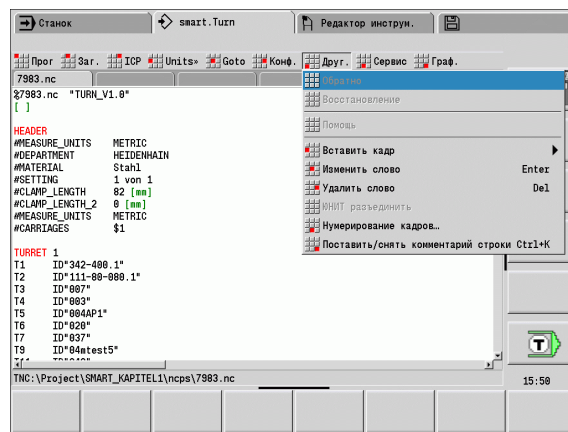 Станок smart.Turn Редактор инструм.
Прог Заг. ICP Units» Goto Конф. Друг. Сервис Граф.
7983.nc
%7983.nc "TURN_V1.0"
[ ]
HEADER
#MEASURE_UNITS METRIC
#DEPARTMENT HEIDENHAIN
#MATERIAL Stahl
#SETTING 1 von 1
#CLAMP_LENGTH 82 [mm]
#CLAMP_LENGTH_2 0 [mm]
#MEASURE_UNITS METRIC
#CARRIAGES $1
TURRET 1
T1 ID"342-400.1"
T2 ID"111-80-080.1"
T3 ID"007"
T4 ID"003"
T5 ID"004AP1"
T6 ID"020"
T7 ID"037"
T9 ID"04mtest5"
Обратно
Восстановление
Помощь
Вставить кадр
Изменить слово Enter
Удалить слово Del
ЮНИТ разъединить
Нумерирование кадров…
Поставить/снять комментарий строки Ctrl+K
T
TNC:\Project\SMART_KAPITEL1\ncps\7983.nc
15:50